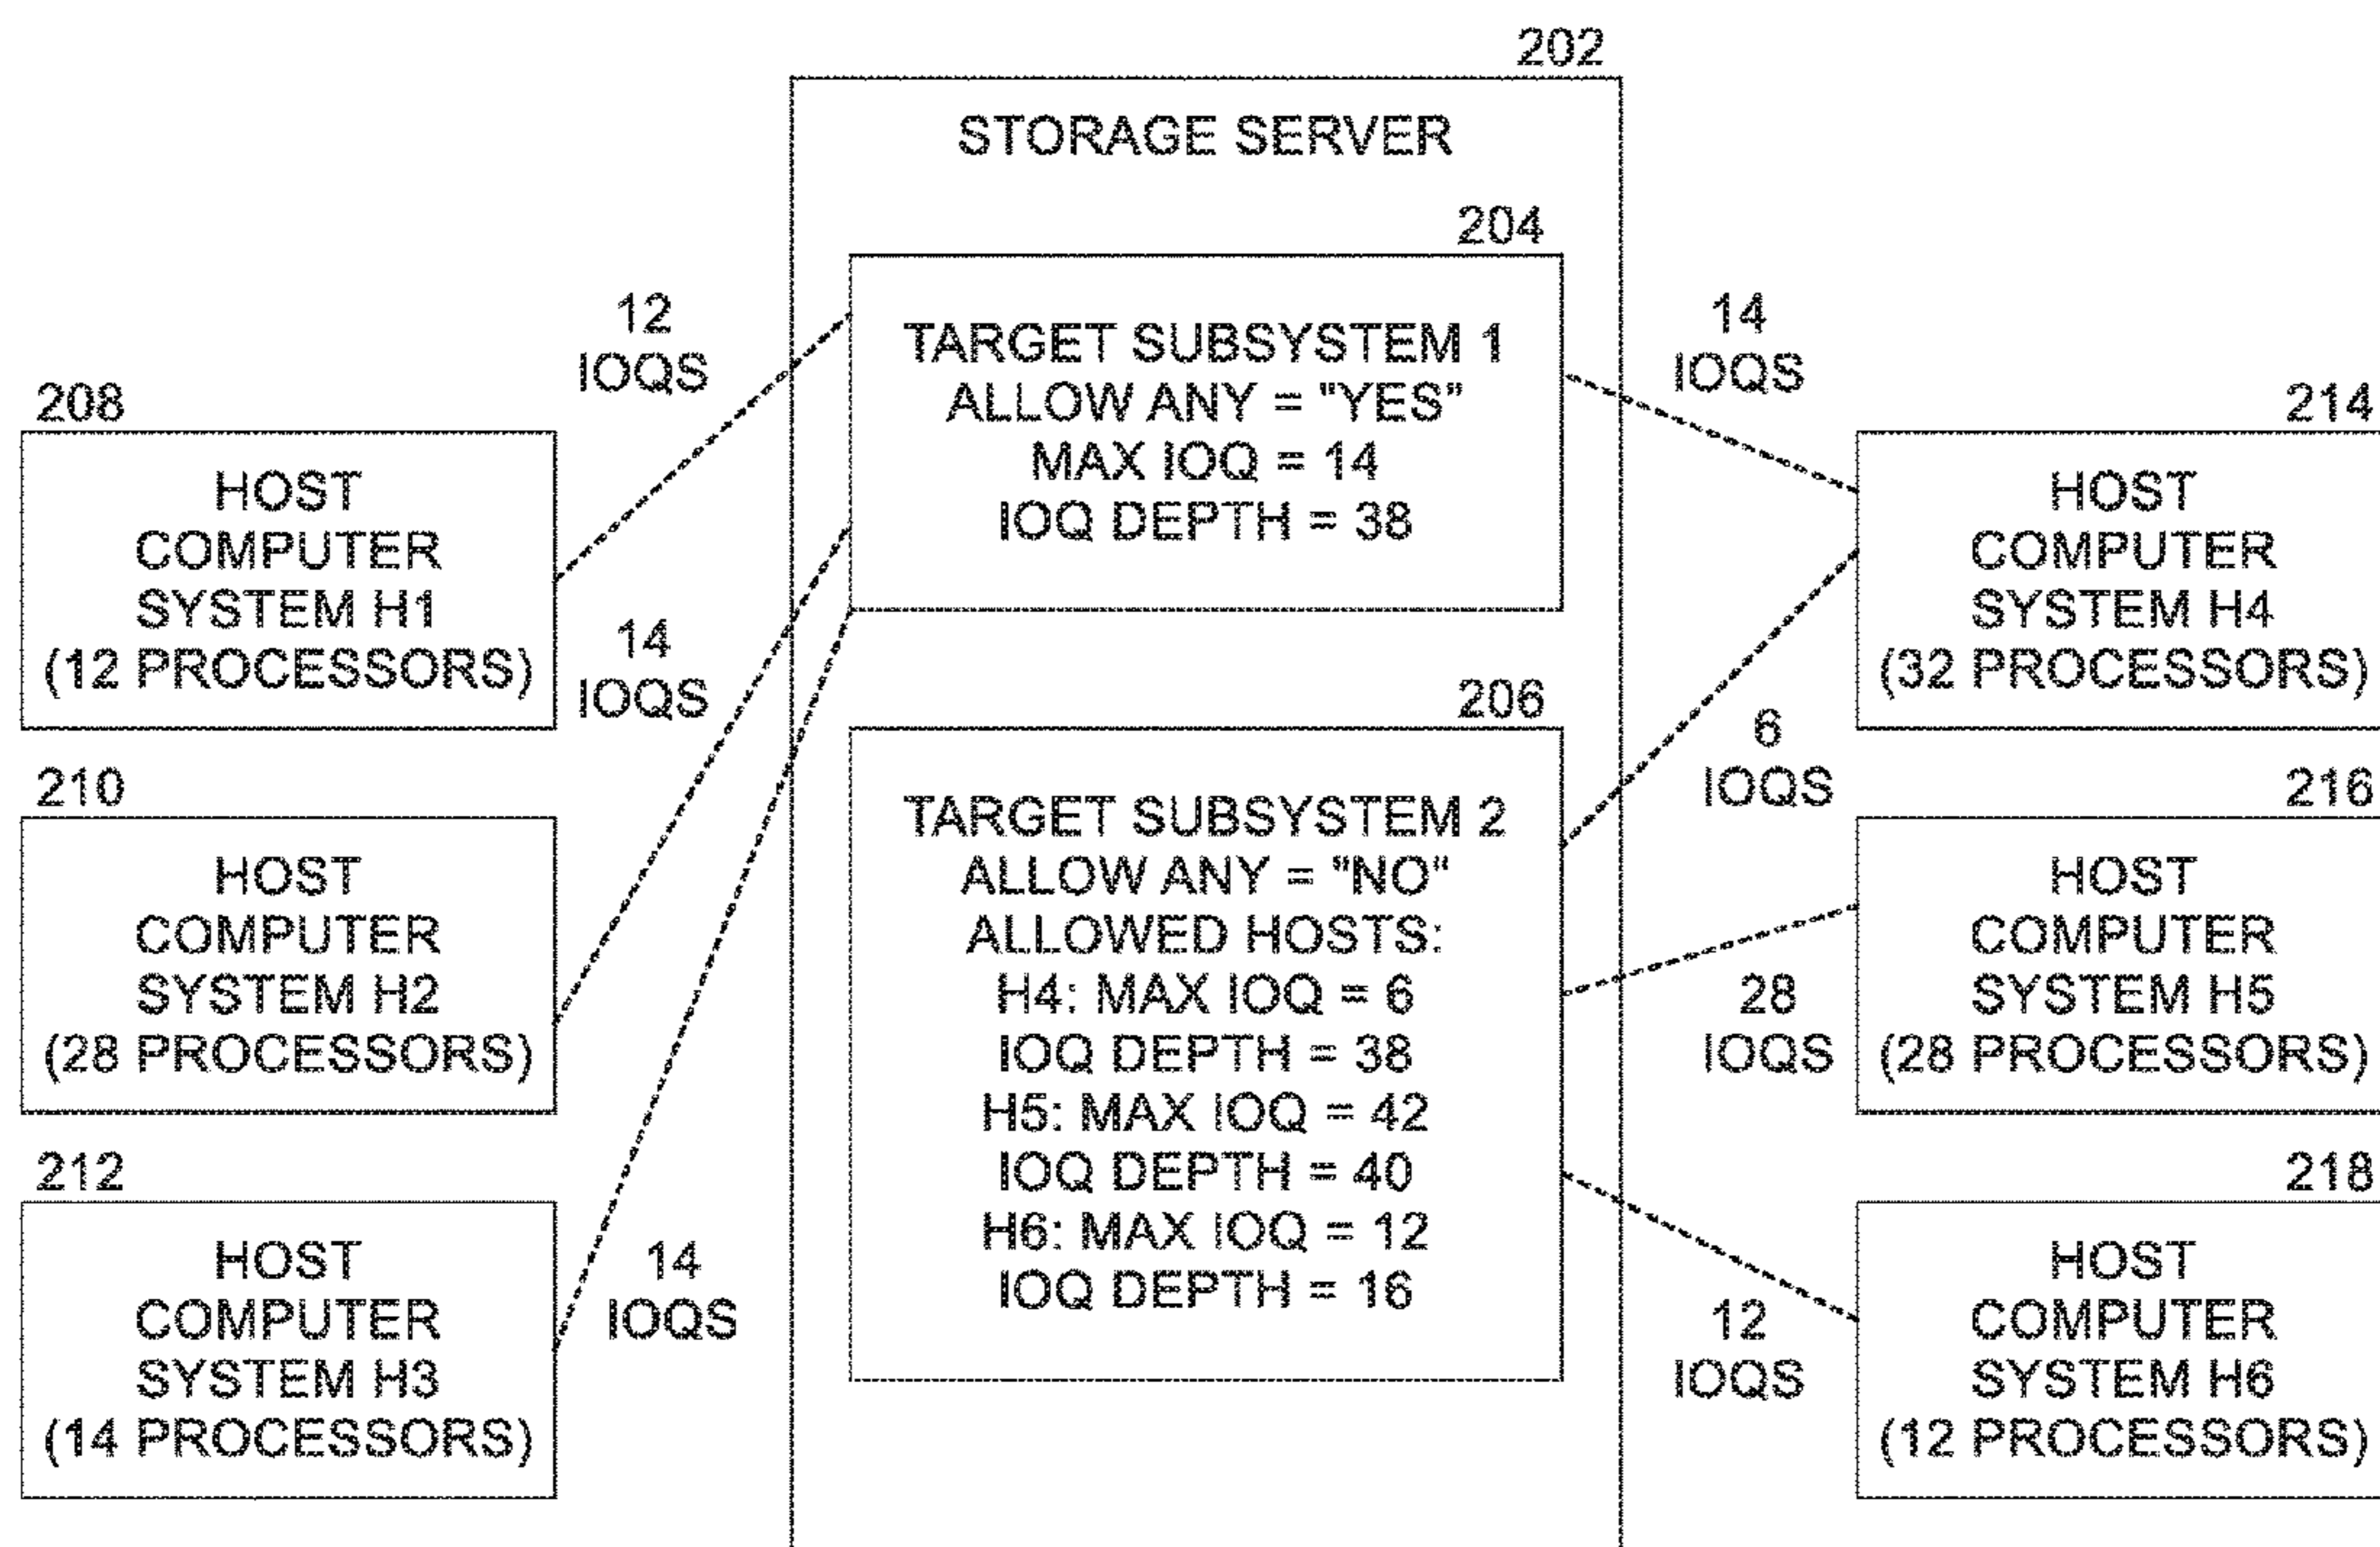 202
STORAGE SERVER
204
TARGET SUBSYSTEM 1
ALLOW ANY = "YES"
MAX IOQ = 14
IOQ DEPTH = 38
206
TARGET SUBSYSTEM 2
ALLOW ANY = "NO"
ALLOWED HOSTS:
H4: MAX IOQ = 6
IOQ DEPTH = 38
H5: MAX IOQ = 42
IOQ DEPTH = 40
H6: MAX IOQ = 12
IOQ DEPTH = 16
208
HOST
COMPUTER
SYSTEM H1
(12 PROCESSORS)
12
IOQS
210
HOST
COMPUTER
SYSTEM H2
(28 PROCESSORS)
14
IOQS
212
HOST
COMPUTER
SYSTEM H3
(14 PROCESSORS)
14
IOQS
14
IOQS
214
HOST
COMPUTER
SYSTEM H4
(32 PROCESSORS)
6
IOQS
216
HOST
COMPUTER
SYSTEM H5
(28 PROCESSORS)
28
IOQS
218
HOST
COMPUTER
SYSTEM H6
(12 PROCESSORS)
12
IOQS